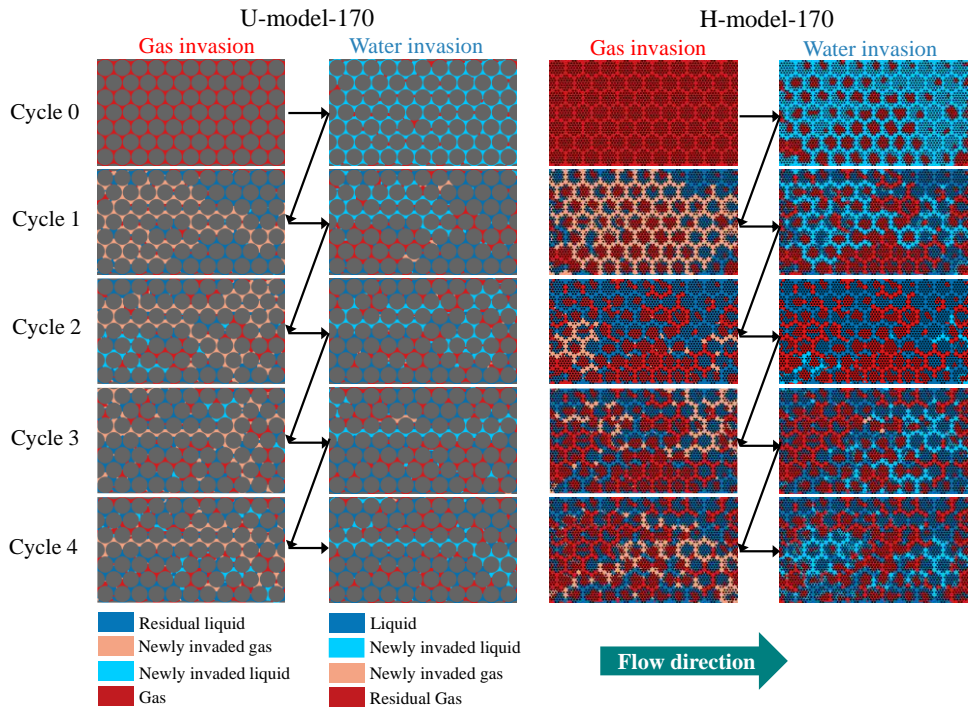 U-model-170
H-model-170
Gas invasion
Water invasion
Gas invasion
Water invasion
Cycle 0
Cycle 1
Cycle 2
Cycle 3
Cycle 4
Residual liquid
Newly invaded gas
Newly invaded liquid
Gas
Liquid
Newly invaded liquid
Newly invaded gas
Residual Gas
Flow direction